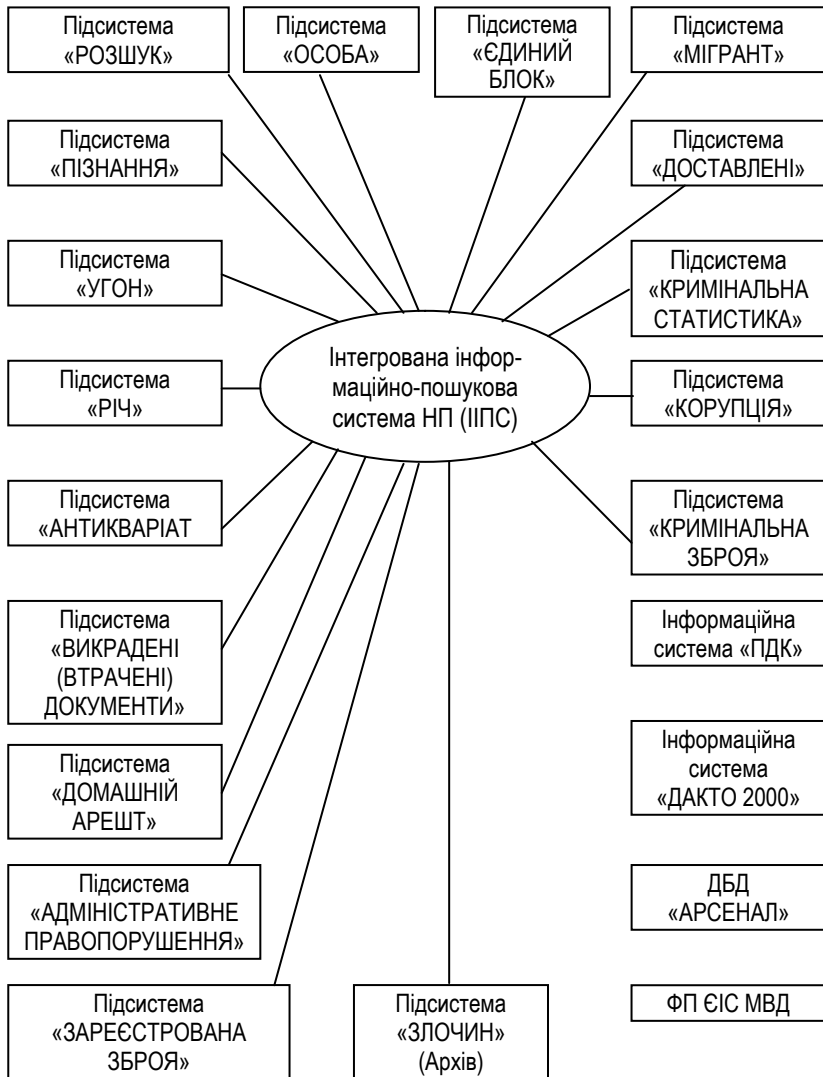 Підсистема
«РОЗШУК»
Підсистема
«ОСОБА»
Підсистема
«ЄДИНИЙ
БЛОК»
Підсистема
«МІГРАНТ»
Підсистема
«ПІЗНАННЯ»
Підсистема
«ДОСТАВЛЕНІ»
Підсистема
«УГОН»
Підсистема
«КРИМІНАЛЬНА
СТАТИСТИКА»
Інтегрована інфор-
маційно-пошукова
система НП (ІІПС)
Підсистема
«РІЧ»
Підсистема
«КОРУПЦІЯ»
Підсистема
«АНТИКВАРІАТ
Підсистема
«КРИМІНАЛЬНА
ЗБРОЯ»
Підсистема
«ВИКРАДЕНІ
(ВТРАЧЕНІ)
ДОКУМЕНТИ»
Інформаційна
система «ПДК»
Підсистема
«ДОМАШНІЙ
АРЕШТ»
Інформаційна
система
«ДАКТО 2000»
Підсистема
«АДМІНІСТРАТИВНЕ
ПРАВОПОРУШЕННЯ»
ДБД
«АРСЕНАЛ»
Підсистема
«ЗАРЕЄСТРОВАНА
ЗБРОЯ»
Підсистема
«ЗЛОЧИН»
(Архів)
ФП ЄІС МВД